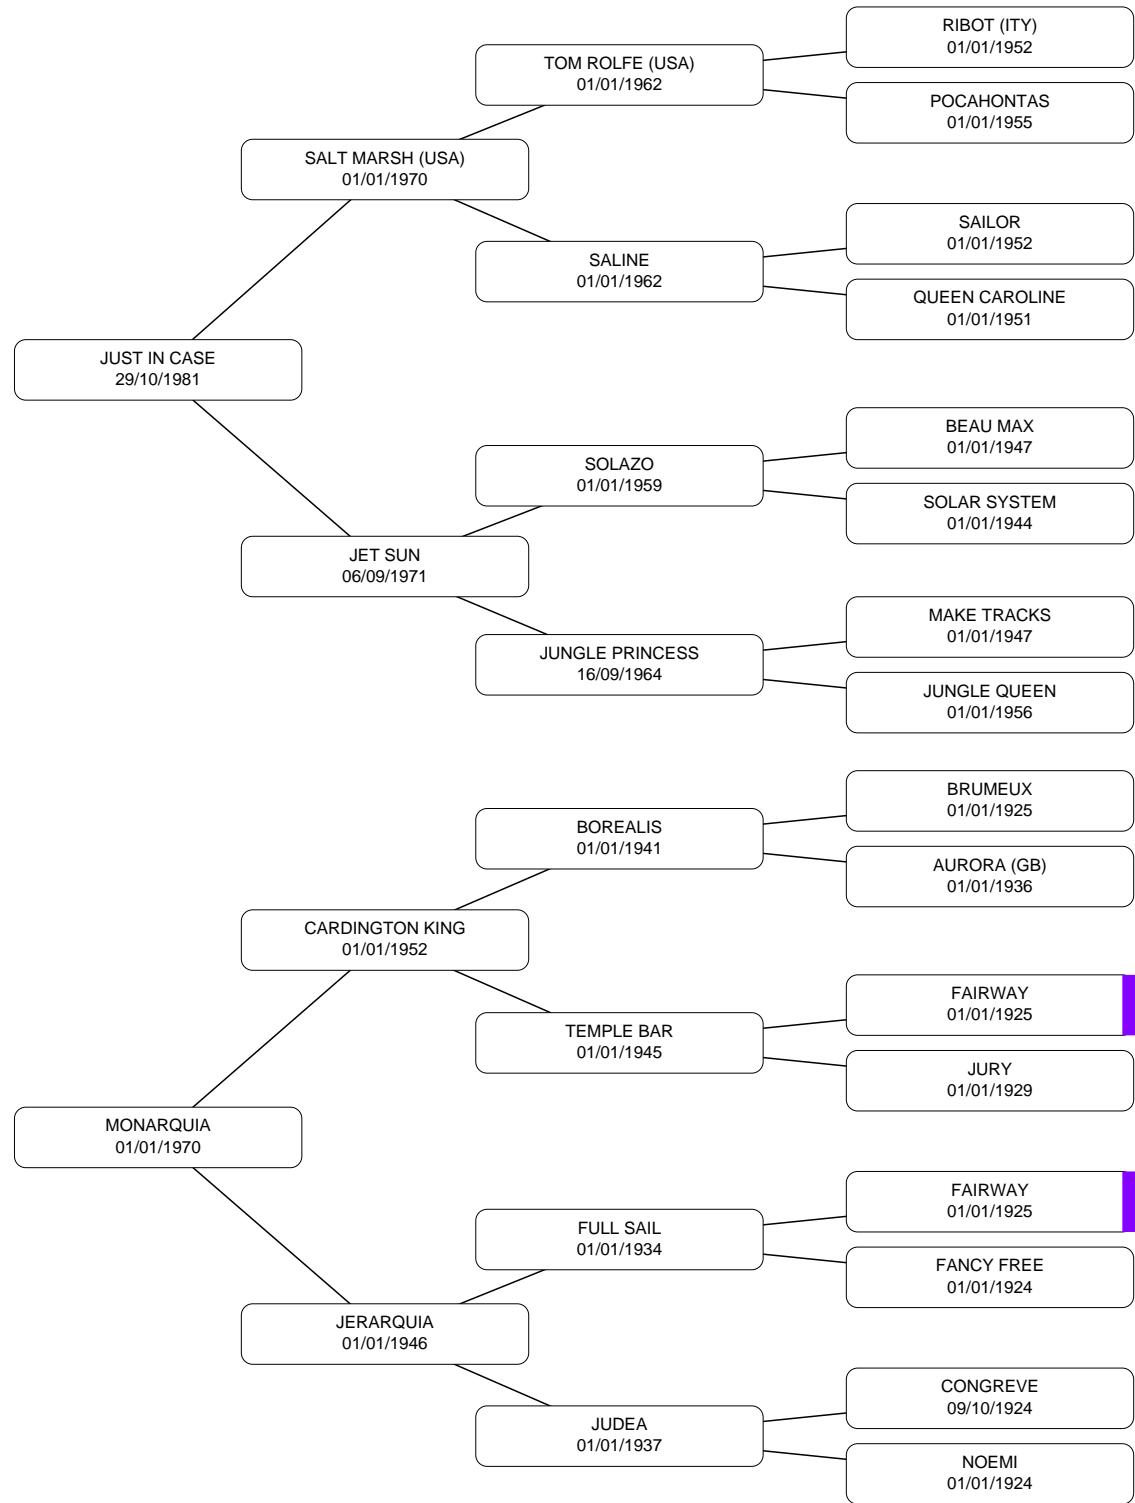 RIBOT (ITY)
01/01/1952
TOM ROLFE (USA)
01/01/1962
POCAHONTAS
01/01/1955
SALT MARSH (USA)
01/01/1970
SAILOR
01/01/1952
SALINE
01/01/1962
QUEEN CAROLINE
01/01/1951
JUST IN CASE
29/10/1981
BEAU MAX
01/01/1947
SOLAZO
01/01/1959
SOLAR SYSTEM
01/01/1944
JET SUN
06/09/1971
MAKE TRACKS
01/01/1947
JUNGLE PRINCESS
16/09/1964
JUNGLE QUEEN
01/01/1956
BRUMEUX
01/01/1925
BOREALIS
01/01/1941
AURORA (GB)
01/01/1936
CARDINGTON KING
01/01/1952
FAIRWAY
01/01/1925
TEMPLE BAR
01/01/1945
JURY
01/01/1929
MONARQUIA
01/01/1970
FAIRWAY
01/01/1925
FULL SAIL
01/01/1934
FANCY FREE
01/01/1924
JERARQUIA
01/01/1946
CONGREVE
09/10/1924
JUDEA
01/01/1937
NOEMI
01/01/1924